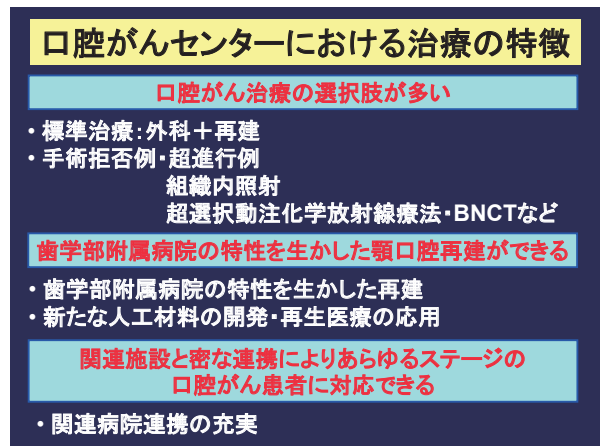 口腔がんセンターにおける治療の特徴
口腔がん治療の選択肢が多い
・標準治療：外科＋再建
・手術拒否例・超進行例
組織内照射
超選択動注化学放射線療法・BNCTなど
歯学部附属病院の特性を生かした顎口腔再建ができる
・歯学部附属病院の特性を生かした再建
・新たな人工材料の開発・再生医療の応用
関連施設と密な連携によりあらゆるステージの
口腔がん患者に対応できる
・関連病院連携の充実